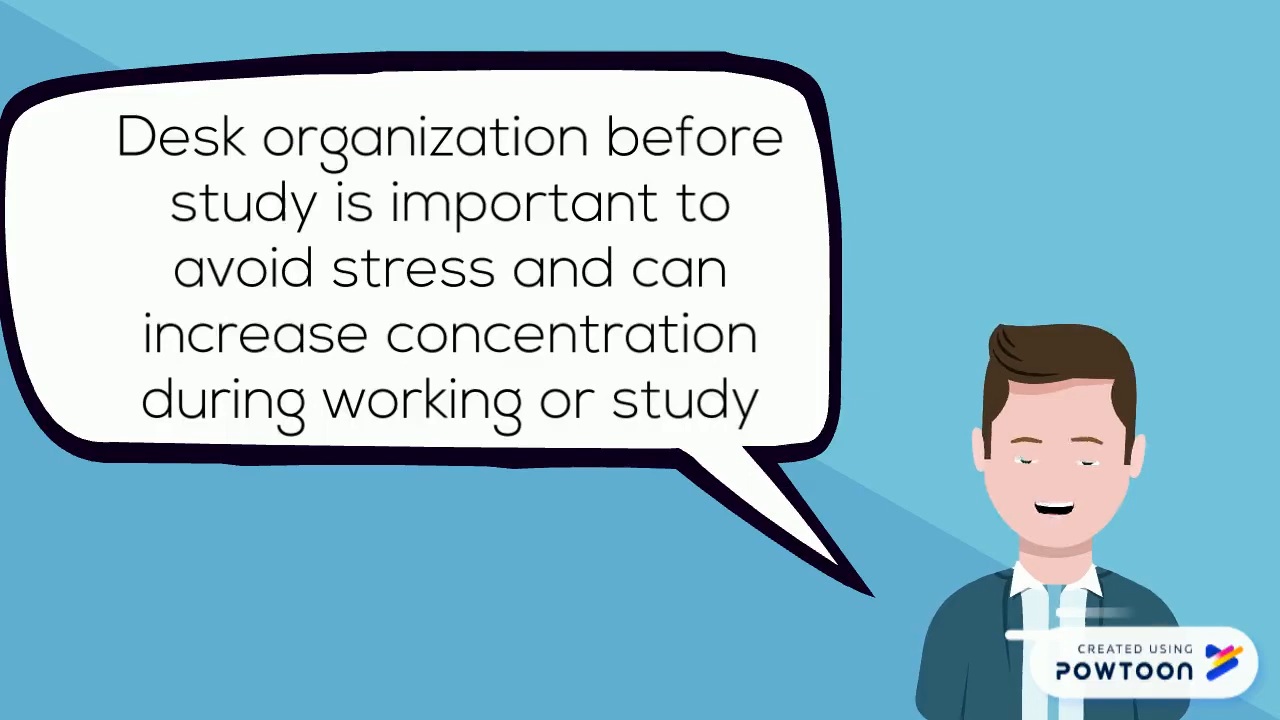 Desk organization before
study is important to
avoid stress and can
increase concentration
during working or study
CREATED USING
POWTOON